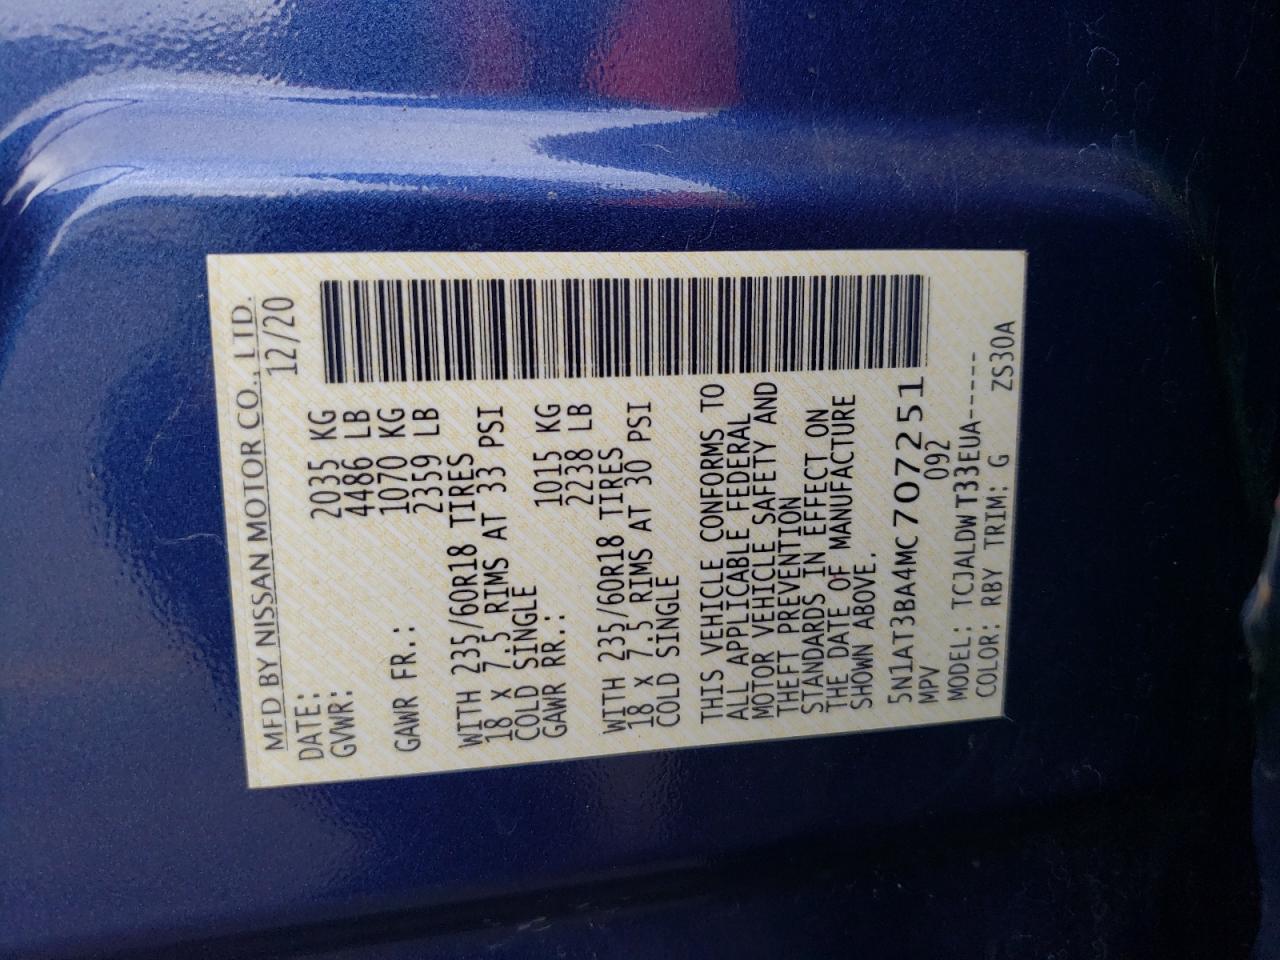 MFD BY NISSAN MOTOR CO., LTD.
DATE: 12/20
GVWR: 2035 KG
4486 LB
GAWR FR.: 1070 KG
2359 LB
WITH 235/60R18 TIRES
18 X 7.5 RIMS AT 33 PSI
COLD SINGLE
GAWR RR.: 1015 KG
2238 LB
WITH 235/60R18 TIRES
18 X 7.5 RIMS AT 30 PSI
COLD SINGLE
THIS VEHICLE CONFORMS TO
ALL APPLICABLE FEDERAL
MOTOR VEHICLE SAFETY AND
THEFT PREVENTION
STANDARDS IN EFFECT ON
THE DATE OF MANUFACTURE
SHOWN ABOVE.
5N1AT3BA4MC707251
MPV 092
MODEL: TCJALDWT33EUA-----
COLOR: RBY TRIM: G ZS30A